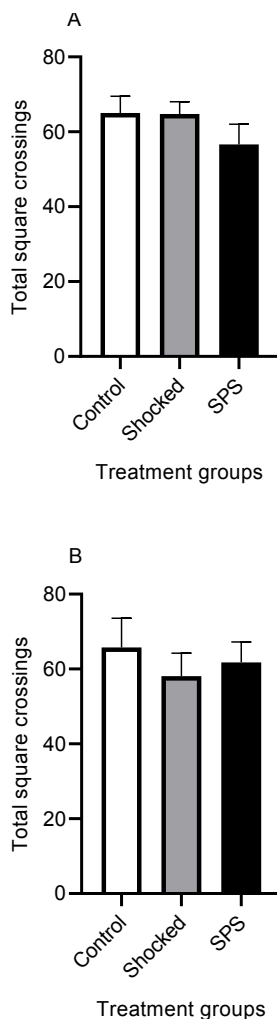 A
80
60
40
20
0
Total square crossings
Control
Shocked
SPS
Treatment groups
B
80
60
40
20
0
Total square crossings
Control
Shocked
SPS
Treatment groups